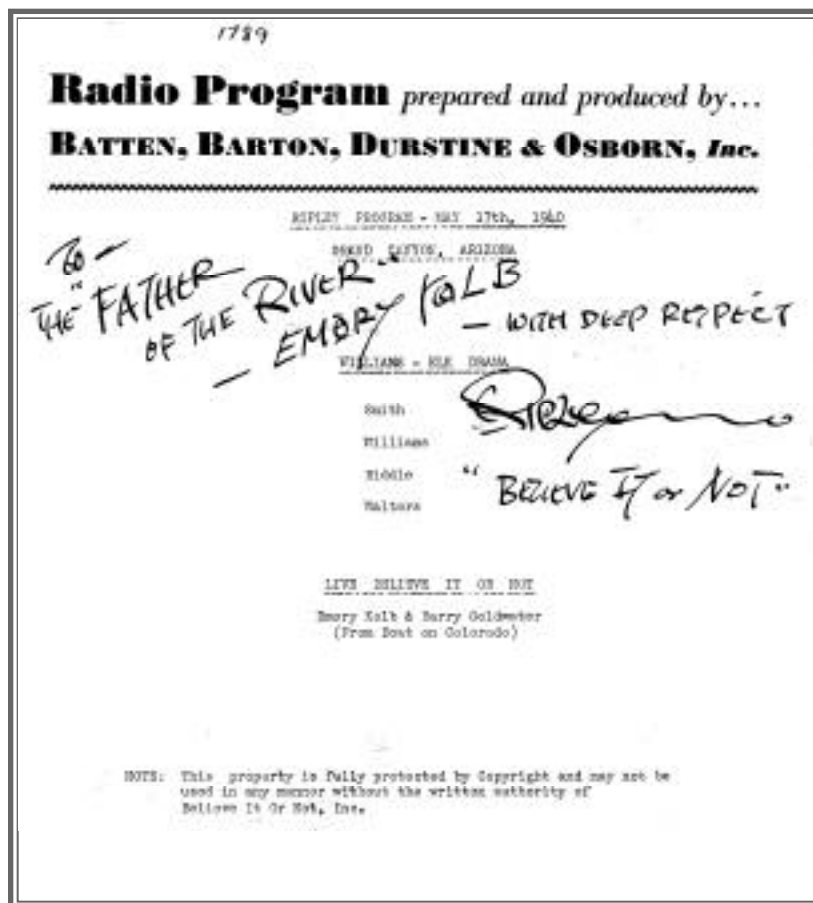 1789
Radio Program prepared and produced by...
BATTEN, BARTON, DURSTINE & OSBORN, Inc.
RIPLEY PROGRAM - MAY 17th, 1940
GRAND CANYON, ARIZONA
TO —
THE "FATHER
OF THE RIVER"
— EMORY KOLB
— WITH DEEP RESPECT
WILLIAMS - ELK DRAMA
Smith
Williams
Riddle
Walters
Ripley
"BELIEVE IT or NOT"
LIVE BELIEVE IT OR NOT
Emory Kolb & Barry Goldwater
(From Boat on Colorado)
NOTE: This property is fully protected by Copyright and may not be
used in any manner without the written authority of
Believe It Or Not, Inc.